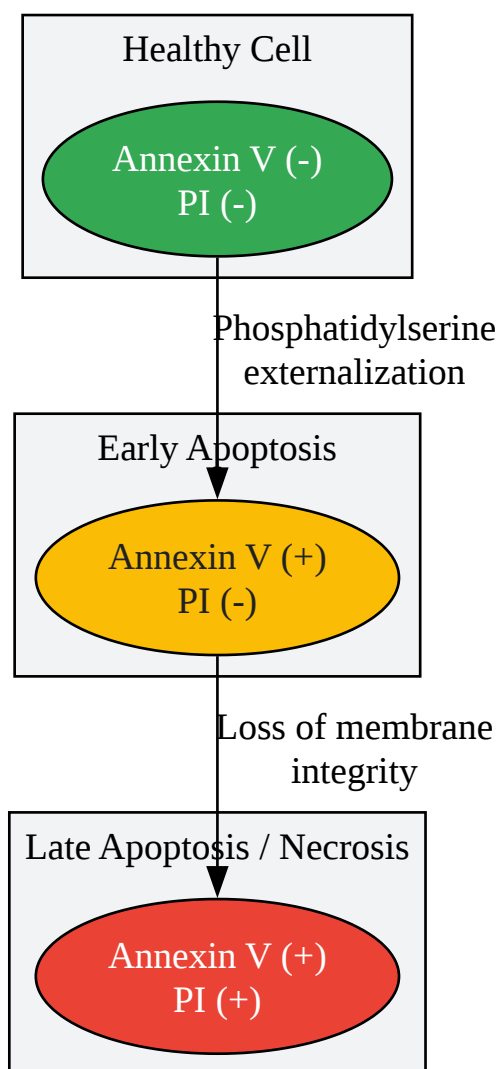 Healthy Cell
Annexin V (-)
PI (-)
Phosphatidylserine
externalization
Early Apoptosis
Annexin V (+)
PI (-)
Loss of membrane
integrity
Late Apoptosis / Necrosis
Annexin V (+)
PI (+)